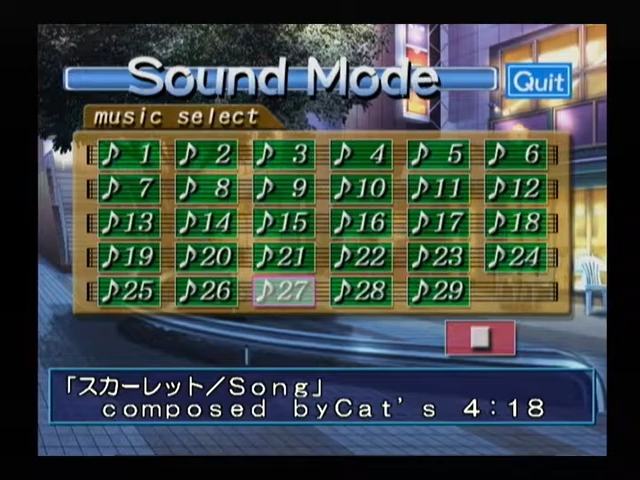 Sound Mode
Quit
music select
♪ 1 ♪ 2 ♪ 3 ♪ 4 ♪ 5 ♪ 6
♪ 7 ♪ 8 ♪ 9 ♪10 ♪11 ♪12
♪13 ♪14 ♪15 ♪16 ♪17 ♪18
♪19 ♪20 ♪21 ♪22 ♪23 ♪24
♪25 ♪26 ♪27 ♪28 ♪29
「スカーレット／Song」
composed byCat's 4:18